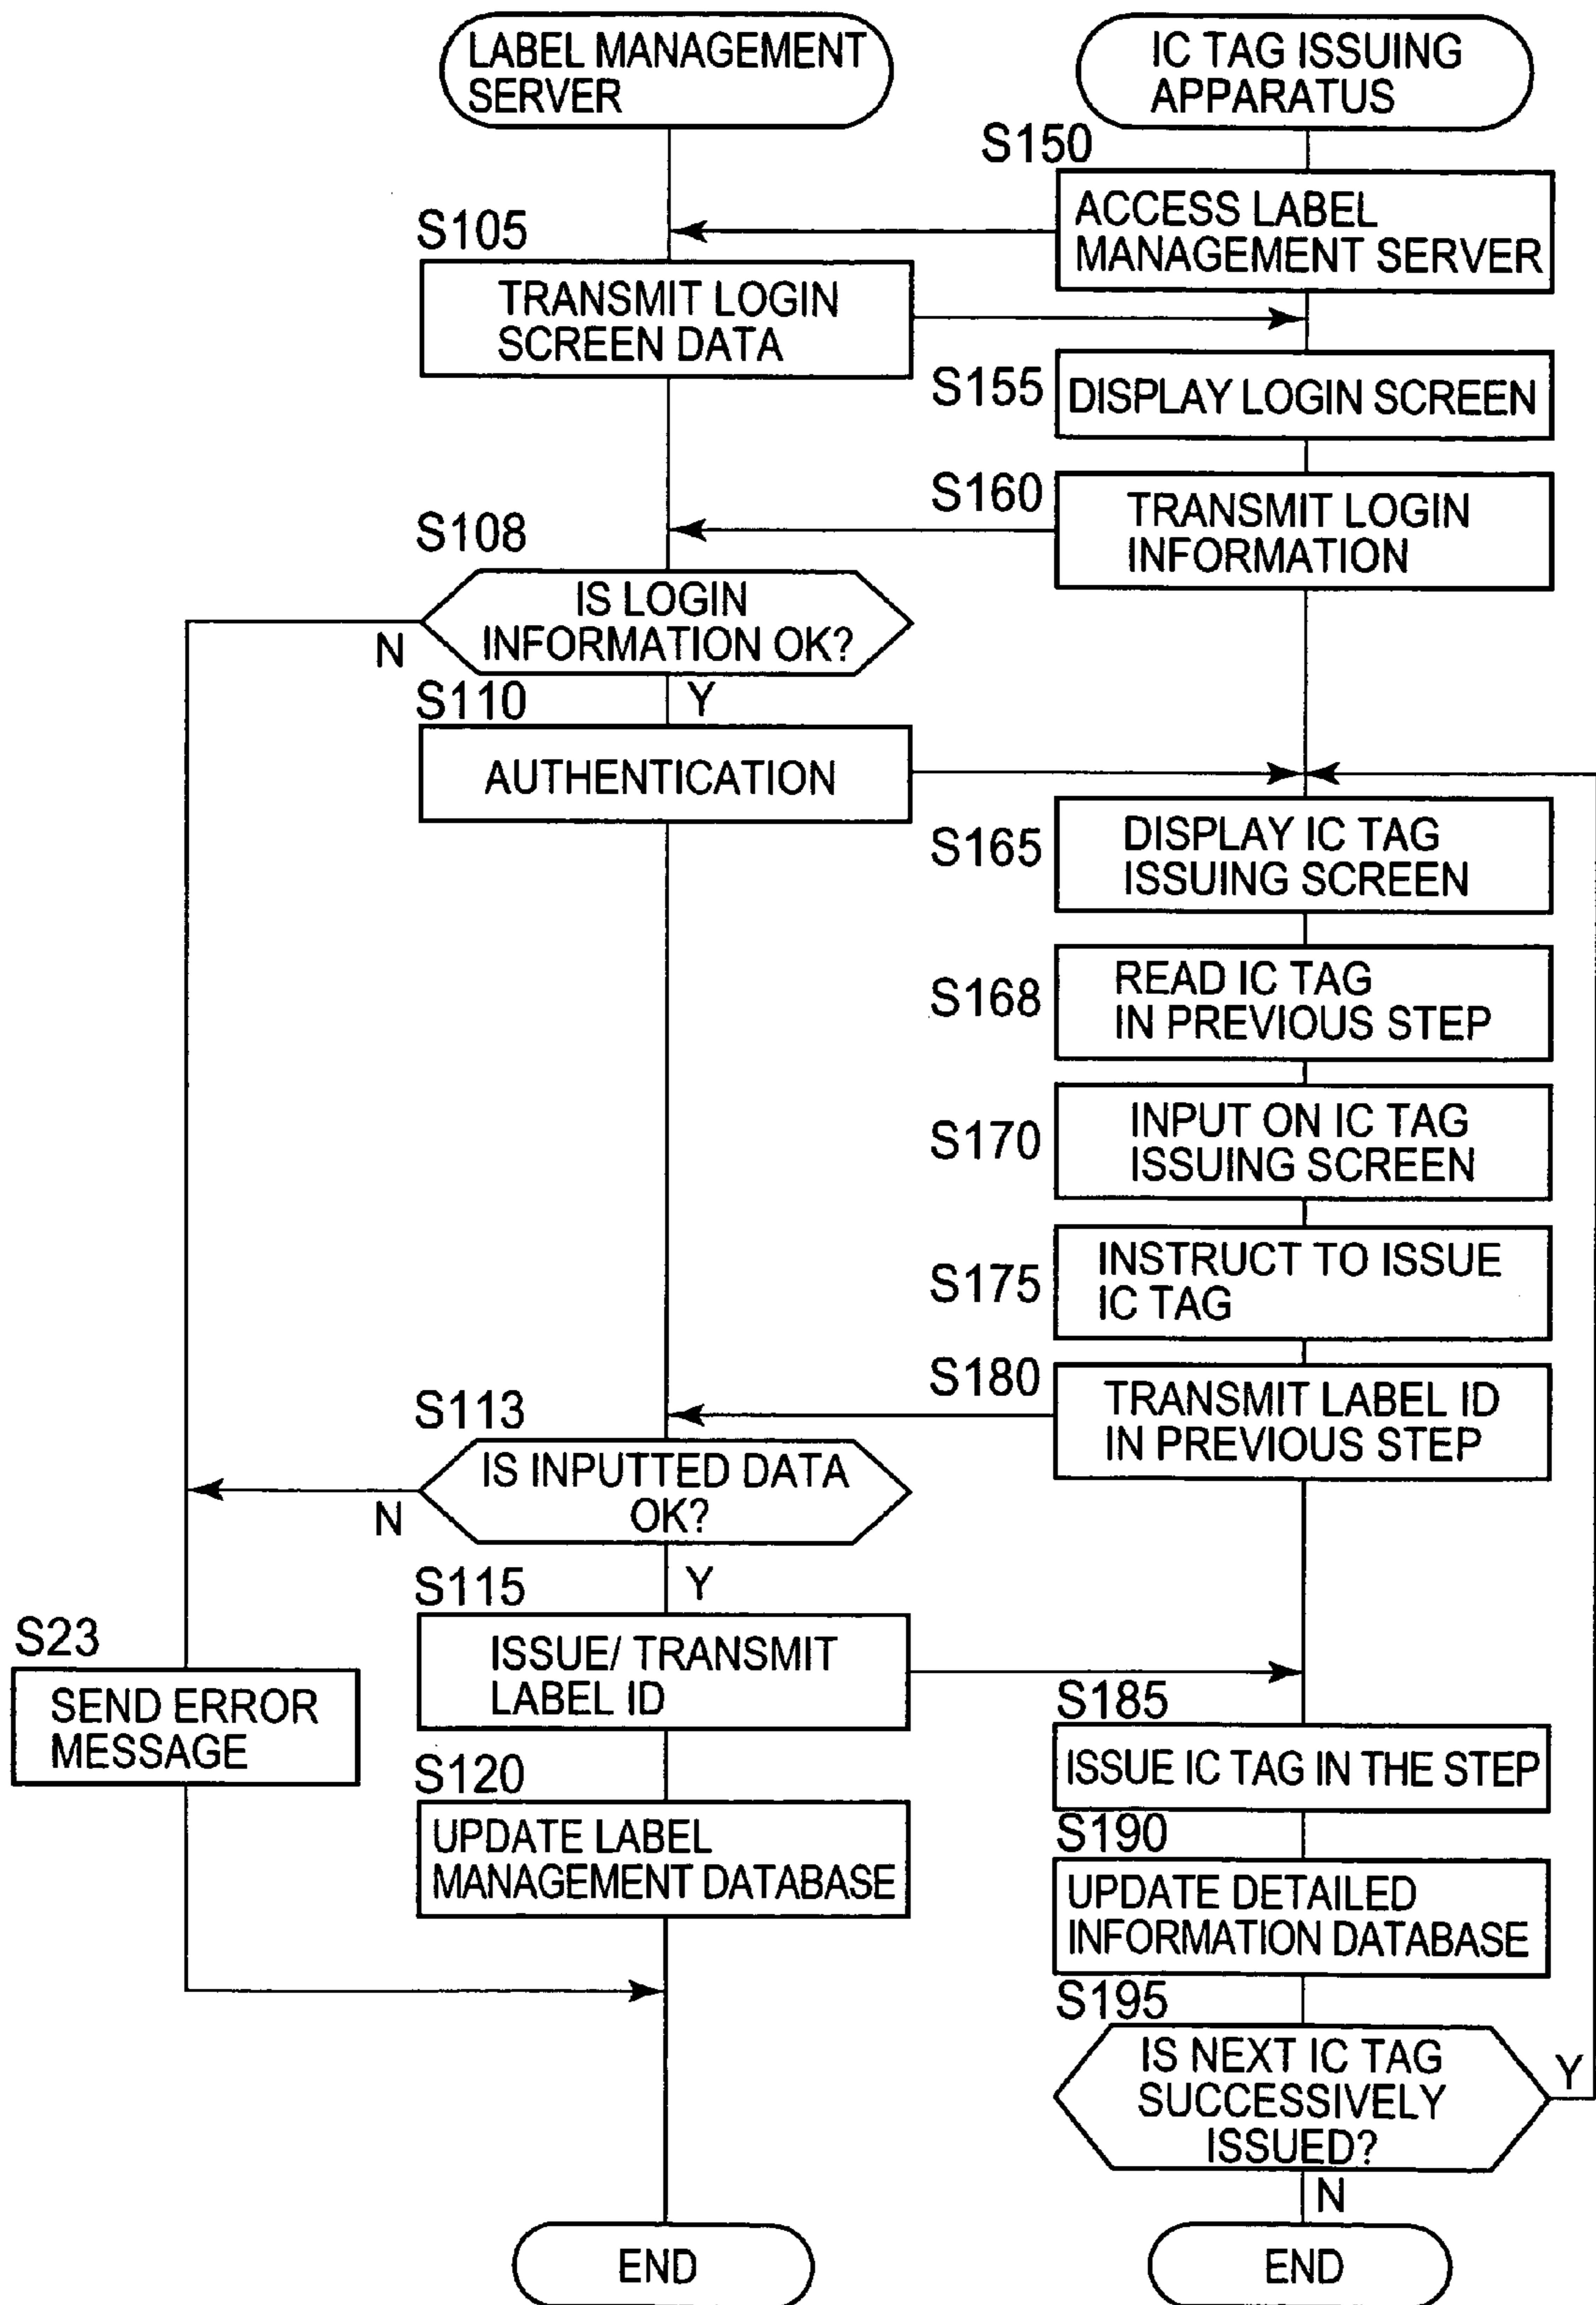 LABEL MANAGEMENT
SERVER
IC TAG ISSUING
APPARATUS
S150
ACCESS LABEL
MANAGEMENT SERVER
S105
TRANSMIT LOGIN
SCREEN DATA
S155
DISPLAY LOGIN SCREEN
S160
TRANSMIT LOGIN
INFORMATION
S108
IS LOGIN
INFORMATION OK?
N
Y
S110
AUTHENTICATION
S165
DISPLAY IC TAG
ISSUING SCREEN
S168
READ IC TAG
IN PREVIOUS STEP
S170
INPUT ON IC TAG
ISSUING SCREEN
S175
INSTRUCT TO ISSUE
IC TAG
S180
TRANSMIT LABEL ID
IN PREVIOUS STEP
S113
IS INPUTTED DATA
OK?
N
Y
S115
ISSUE/ TRANSMIT
LABEL ID
S23
SEND ERROR
MESSAGE
S185
ISSUE IC TAG IN THE STEP
S120
UPDATE LABEL
MANAGEMENT DATABASE
S190
UPDATE DETAILED
INFORMATION DATABASE
S195
IS NEXT IC TAG
SUCCESSIVELY
ISSUED?
Y
N
END
END